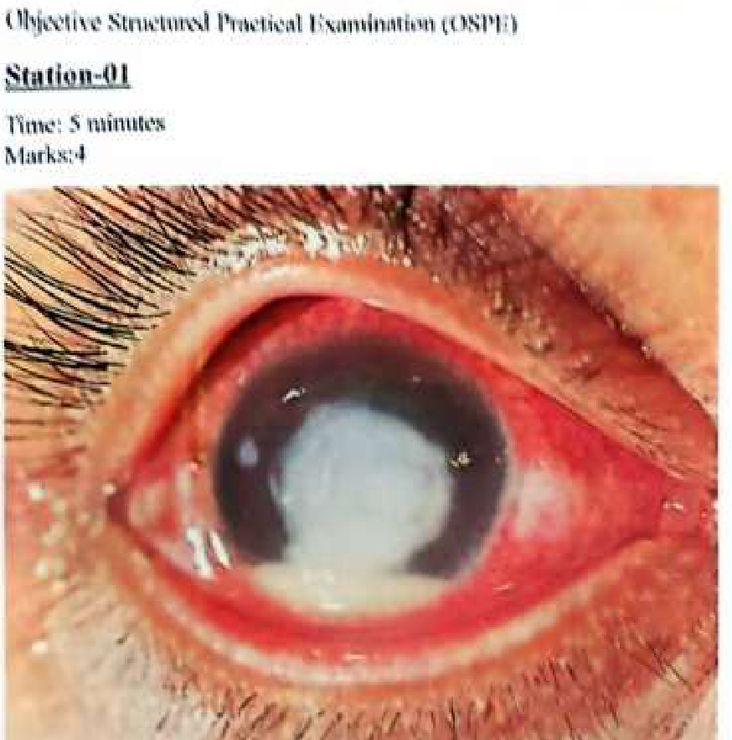 Objective Structured Practical Examination (OSPE)
Station-01
Time: 5 minutes
Marks:4